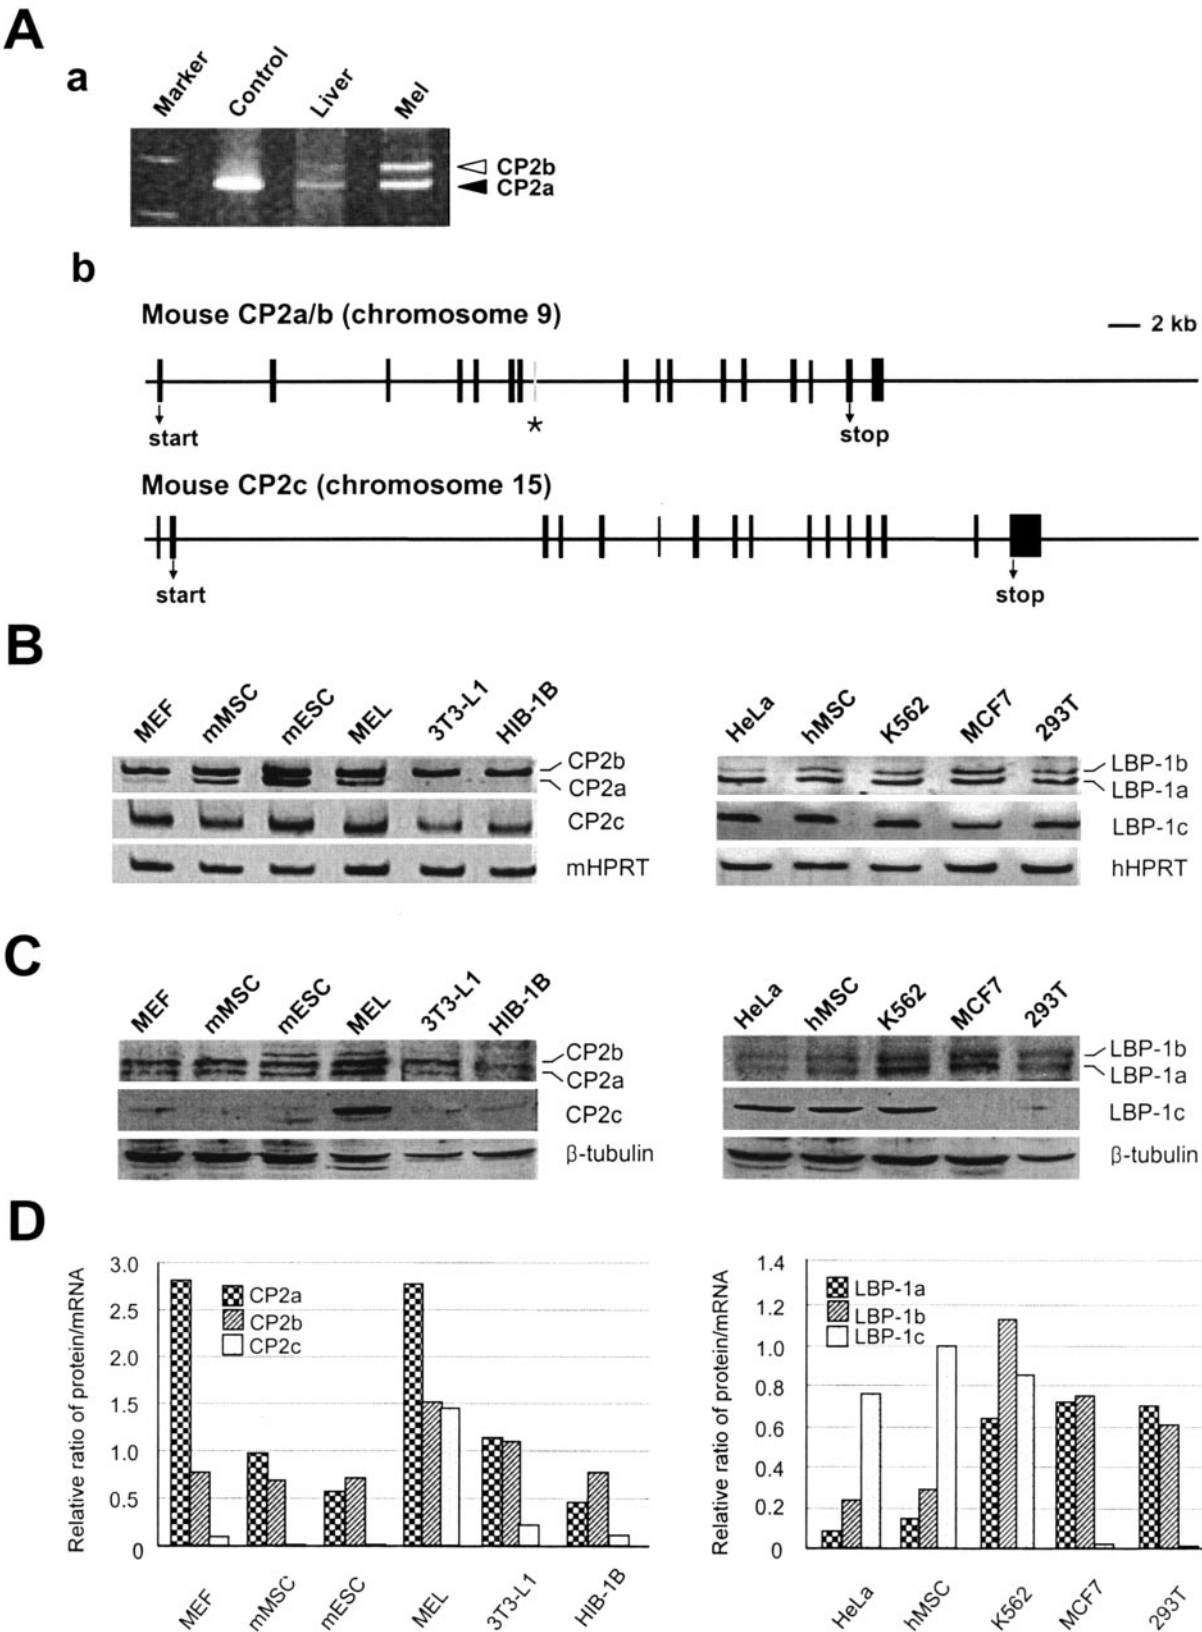 A
a
Marker Control Liver Mel
CP2b
CP2a
b
Mouse CP2a/b (chromosome 9)
2 kb
*
start
stop
Mouse CP2c (chromosome 15)
start
stop
B
MEF mMSC mESC MEL 3T3-L1 HIB-1B
CP2b
CP2a
CP2c
mHPRT
HeLa hMSC K562 MCF7 293T
LBP-1b
LBP-1a
LBP-1c
hHPRT
C
MEF mMSC mESC MEL 3T3-L1 HIB-1B
CP2b
CP2a
CP2c
β-tubulin
HeLa hMSC K562 MCF7 293T
LBP-1b
LBP-1a
LBP-1c
β-tubulin
D
Relative ratio of protein/mRNA
3.0
2.5
2.0
1.5
1.0
0.5
0
CP2a
CP2b
CP2c
MEF mMSC mESC MEL 3T3-L1 HIB-1B
Relative ratio of protein/mRNA
1.4
1.2
1.0
0.8
0.6
0.4
0.2
0
LBP-1a
LBP-1b
LBP-1c
HeLa hMSC K562 MCF7 293T